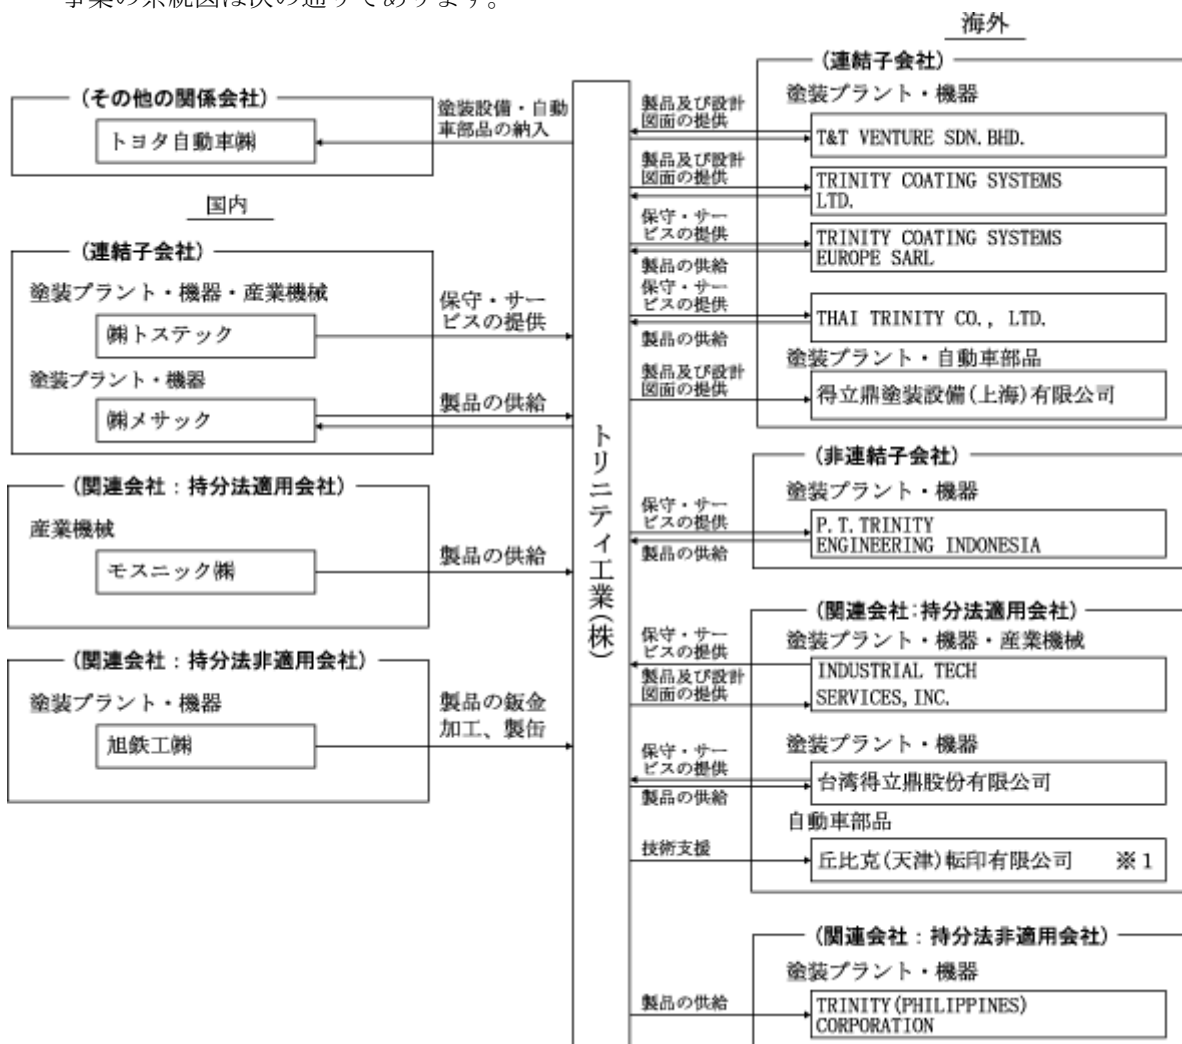 事業の系統図は次の通りであります。
海外
(その他の関係会社)
トヨタ自動車㈱
塗装設備・自動
車部品の納入
国内
(連結子会社)
塗装プラント・機器・産業機械
㈱トステック
保守・サー
ビスの提供
塗装プラント・機器
㈱メサック
製品の供給
(関連会社：持分法適用会社)
産業機械
モスニック㈱
製品の供給
(関連会社：持分法非適用会社)
塗装プラント・機器
旭鉄工㈱
製品の鈑金
加工、製缶
トリニティ工業(株)
(連結子会社)
塗装プラント・機器
製品及び設計
図面の提供
T&T VENTURE SDN.BHD.
製品及び設計
図面の提供
TRINITY COATING SYSTEMS
LTD.
保守・サー
ビスの提供
TRINITY COATING SYSTEMS
EUROPE SARL
製品の供給
保守・サー
ビスの提供
THAI TRINITY CO., LTD.
製品の供給
塗装プラント・自動車部品
製品及び設計
図面の提供
得立鼎塗装設備(上海)有限公司
(非連結子会社)
塗装プラント・機器
保守・サー
ビスの提供
P.T.TRINITY
ENGINEERING INDONESIA
製品の供給
(関連会社:持分法適用会社)
塗装プラント・機器・産業機械
保守・サー
ビスの提供
INDUSTRIAL TECH
SERVICES,INC.
製品及び設計
図面の提供
塗装プラント・機器
保守・サー
ビスの提供
台湾得立鼎股份有限公司
製品の供給
自動車部品
技術支援
丘比克(天津)転印有限公司 ※1
(関連会社：持分法非適用会社)
塗装プラント・機器
製品の供給
TRINITY(PHILIPPINES)
CORPORATION